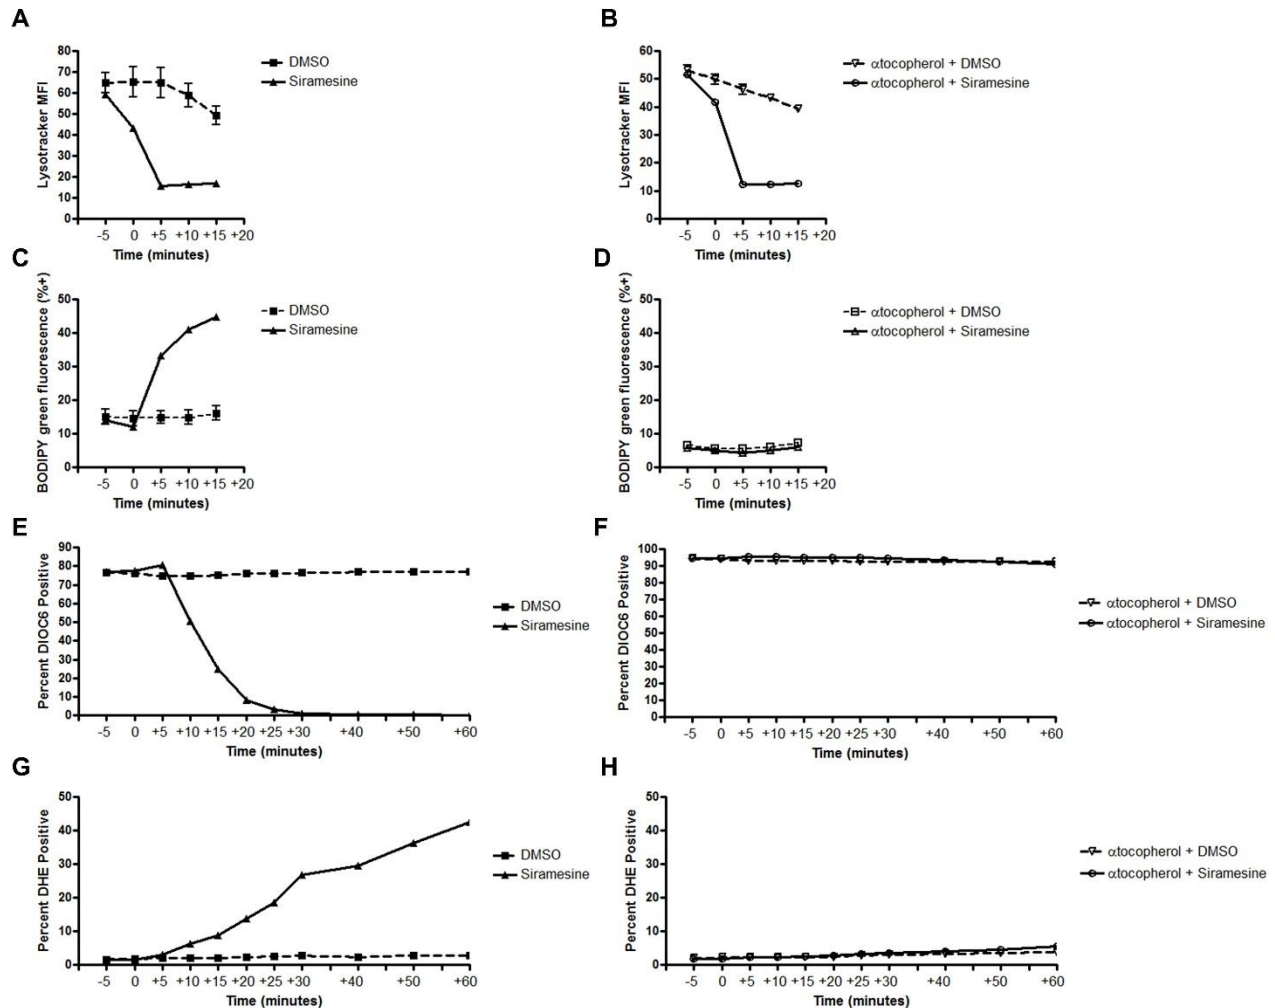 A
Lysotracker MFI
80
70
60
50
40
30
20
10
0
-5 0 +5 +10 +15 +20
Time (minutes)
DMSO
Siramesine
B
Lysotracker MFI
60
50
40
30
20
10
0
-5 0 +5 +10 +15 +20
Time (minutes)
αtocopherol + DMSO
αtocopherol + Siramesine
C
BODIPY green fluorescence (%+)
50
40
30
20
10
0
-5 0 +5 +10 +15 +20
Time (minutes)
DMSO
Siramesine
D
BODIPY green fluorescence (%+)
50
40
30
20
10
0
-5 0 +5 +10 +15 +20
Time (minutes)
αtocopherol + DMSO
αtocopherol + Siramesine
E
Percent DIOC6 Positive
90
80
70
60
50
40
30
20
10
0
-5 0 +5 +10 +15 +20 +25 +30 +40 +50 +60
Time (minutes)
DMSO
Siramesine
F
Percent DIOC6 Positive
100
90
80
70
60
50
40
30
20
10
0
-5 0 +5 +10 +15 +20 +25 +30 +40 +50 +60
Time (minutes)
αtocopherol + DMSO
αtocopherol + Siramesine
G
Percent DHE Positive
50
40
30
20
10
0
-5 0 +5 +10 +15 +20 +25 +30 +40 +50 +60
Time (minutes)
DMSO
Siramesine
H
Percent DHE Positive
50
40
30
20
10
0
-5 0 +5 +10 +15 +20 +25 +30 +40 +50 +60
Time (minutes)
αtocopherol + DMSO
αtocopherol + Siramesine